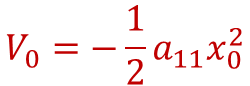 $V_0 = -\frac{1}{2} a_{11} x_0^2$